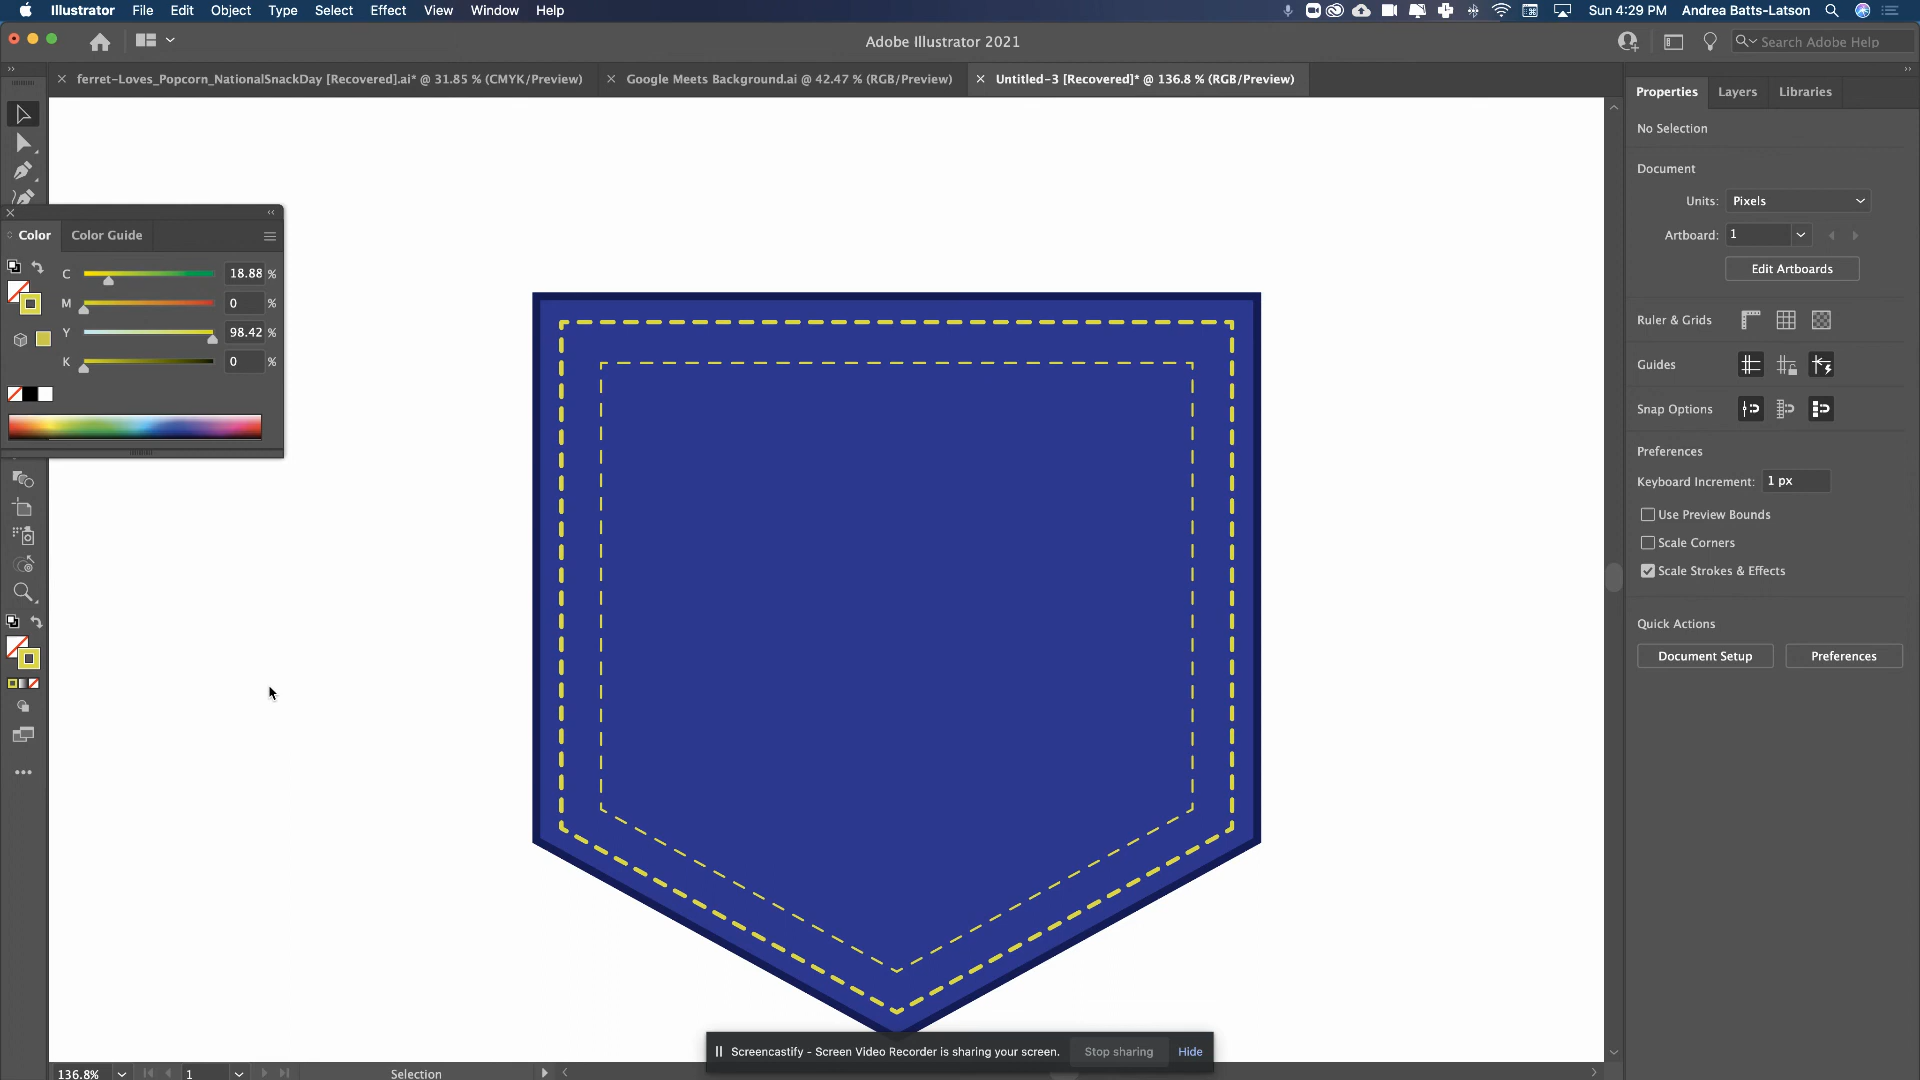 Illustrator File Edit Object Type Select Effect View Window Help Sun 4:29 PM Andrea Batts-Latson
Adobe Illustrator 2021 Search Adobe Help
ferret-Loves_Popcorn_NationalSnackDay [Recovered].ai* @ 31.85 % (CMYK/Preview) Google Meets Background.ai @ 42.47 % (RGB/Preview) Untitled-3 [Recovered]* @ 136.8 % (RGB/Preview)
Properties Layers Libraries
No Selection
Document
Units: Pixels
Artboard: 1
Edit Artboards
Ruler & Grids
Guides
Snap Options
Preferences
Keyboard Increment: 1 px
Use Preview Bounds
Scale Corners
Scale Strokes & Effects
Quick Actions
Document Setup Preferences
Color Color Guide
C 18.88 %
M 0 %
Y 98.42 %
K 0 %
Screencastify - Screen Video Recorder is sharing your screen. Stop sharing Hide
136.8% 1 Selection